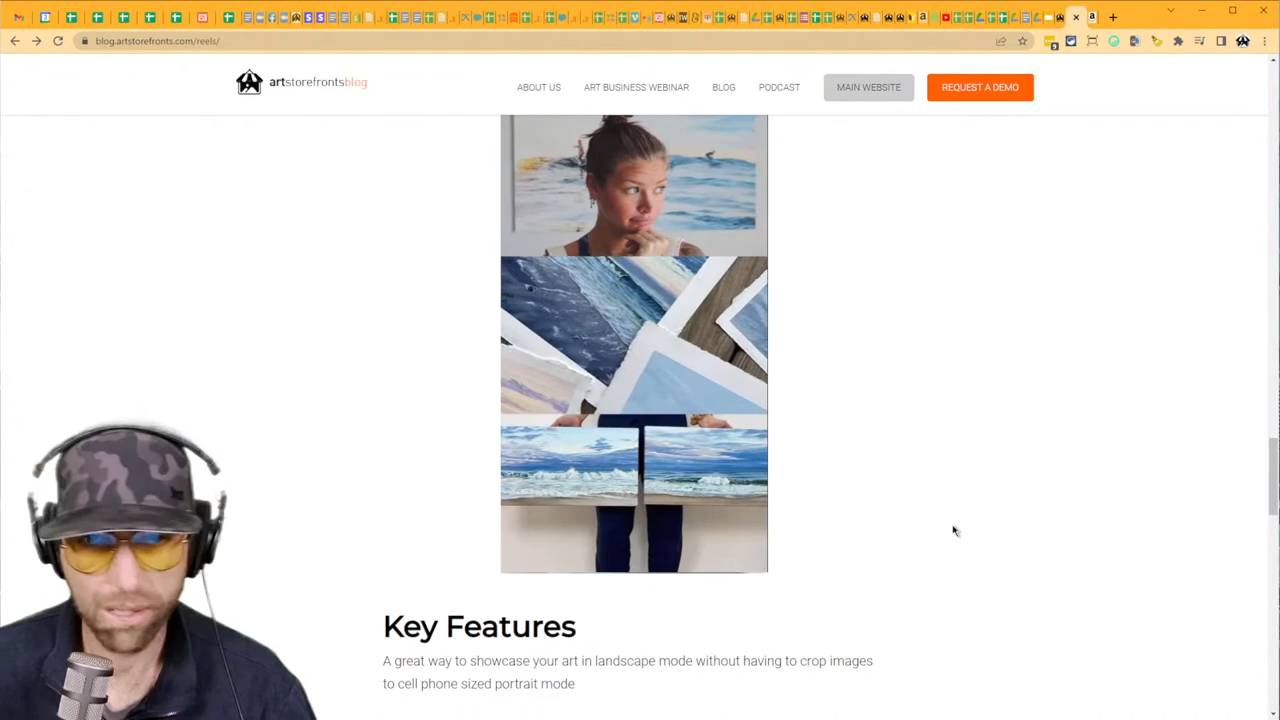 blog.artstorefronts.com/reels/
artstorefrontsblog
ABOUT US
ART BUSINESS WEBINAR
BLOG
PODCAST
MAIN WEBSITE
REQUEST A DEMO
Key Features
A great way to showcase your art in landscape mode without having to crop images
to cell phone sized portrait mode